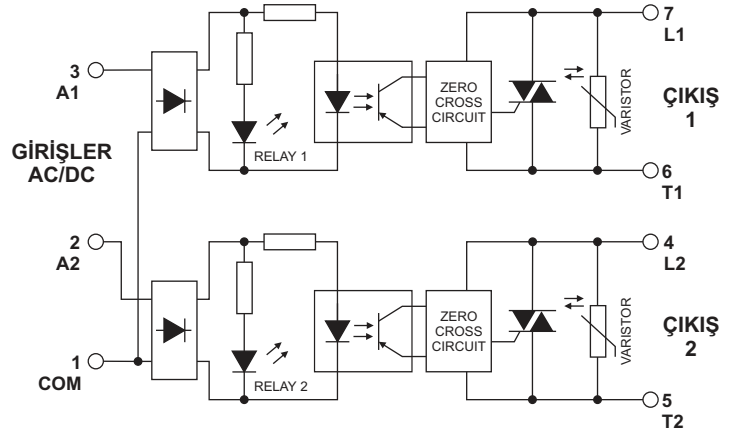 7
L1
3
A1
ZERO
CROSS
CIRCUIT
VARISTOR
ÇIKIŞ
1
GİRİŞLER
AC/DC
RELAY 1
6
T1
2
A2
4
L2
ZERO
CROSS
CIRCUIT
VARISTOR
ÇIKIŞ
2
1
COM
RELAY 2
5
T2